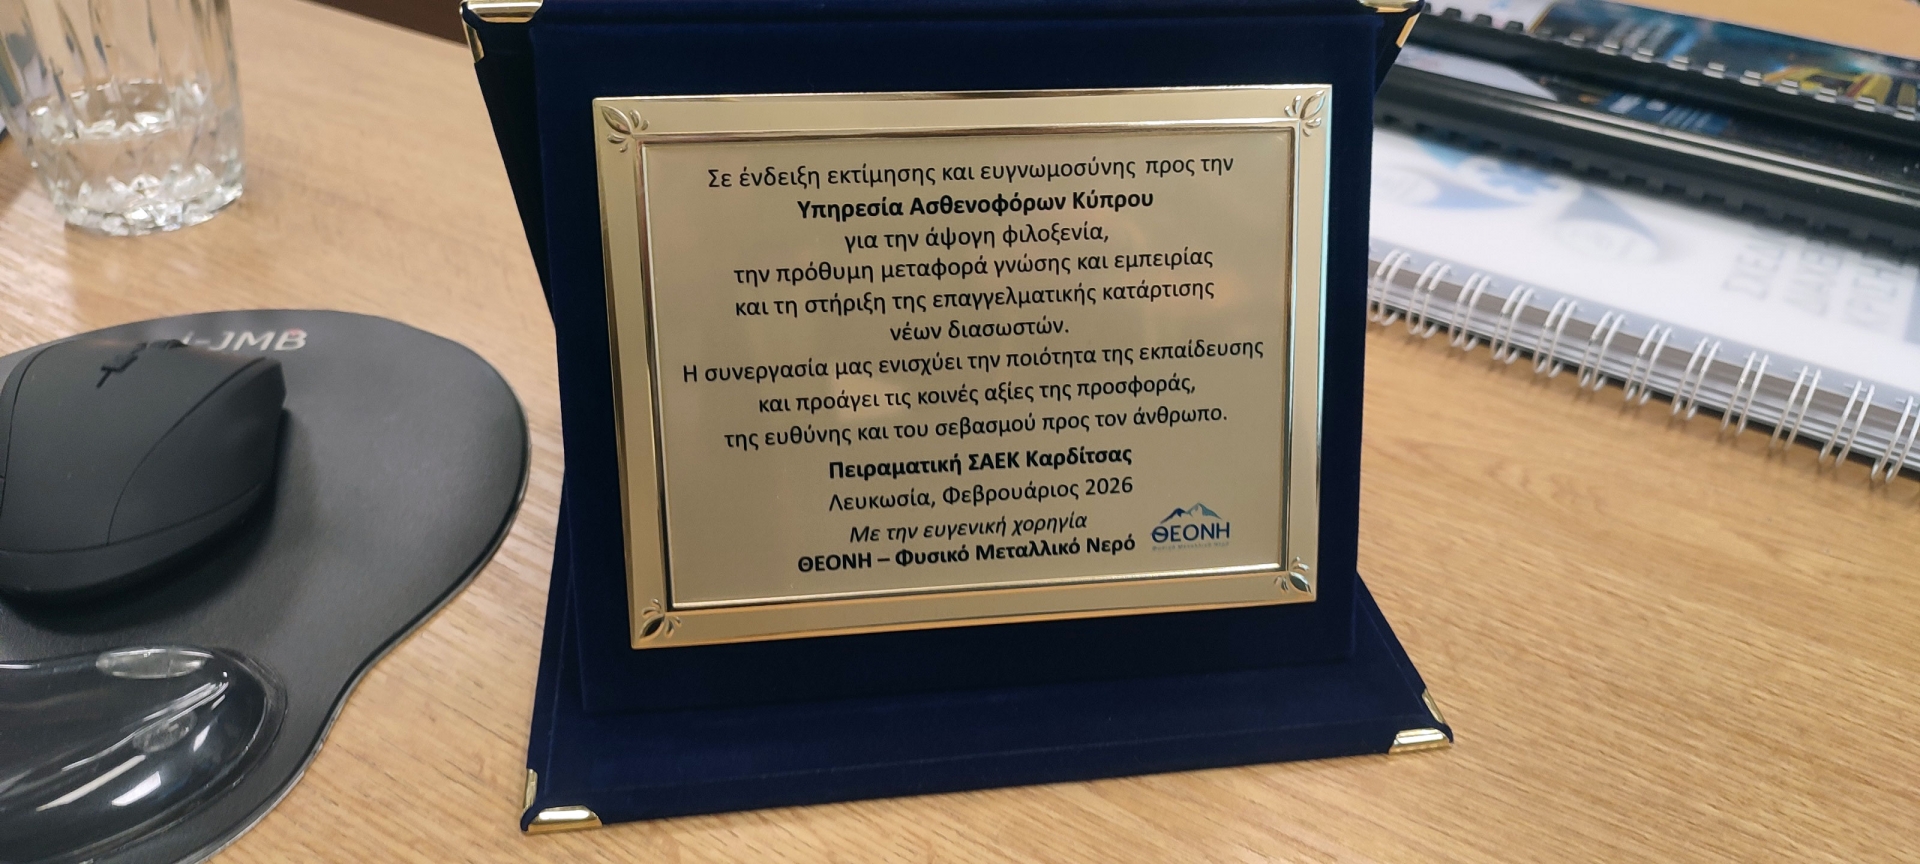 Σε ένδειξη εκτίμησης και ευγνωμοσύνης προς την
Υπηρεσία Ασθενοφόρων Κύπρου
για την άψογη φιλοξενία,
την πρόθυμη μεταφορά γνώσης και εμπειρίας
και τη στήριξη της επαγγελματικής κατάρτισης
νέων διασωστών.
Η συνεργασία μας ενισχύει την ποιότητα της εκπαίδευσης
και προάγει τις κοινές αξίες της προσφοράς,
της ευθύνης και του σεβασμού προς τον άνθρωπο.
Πειραματική ΣΑΕΚ Καρδίτσας
Λευκωσία, Φεβρουάριος 2026
Με την ευγενική χορηγία
ΘΕΟΝΗ – Φυσικό Μεταλλικό Νερό
ΘΕΟΝΗ
-JMB